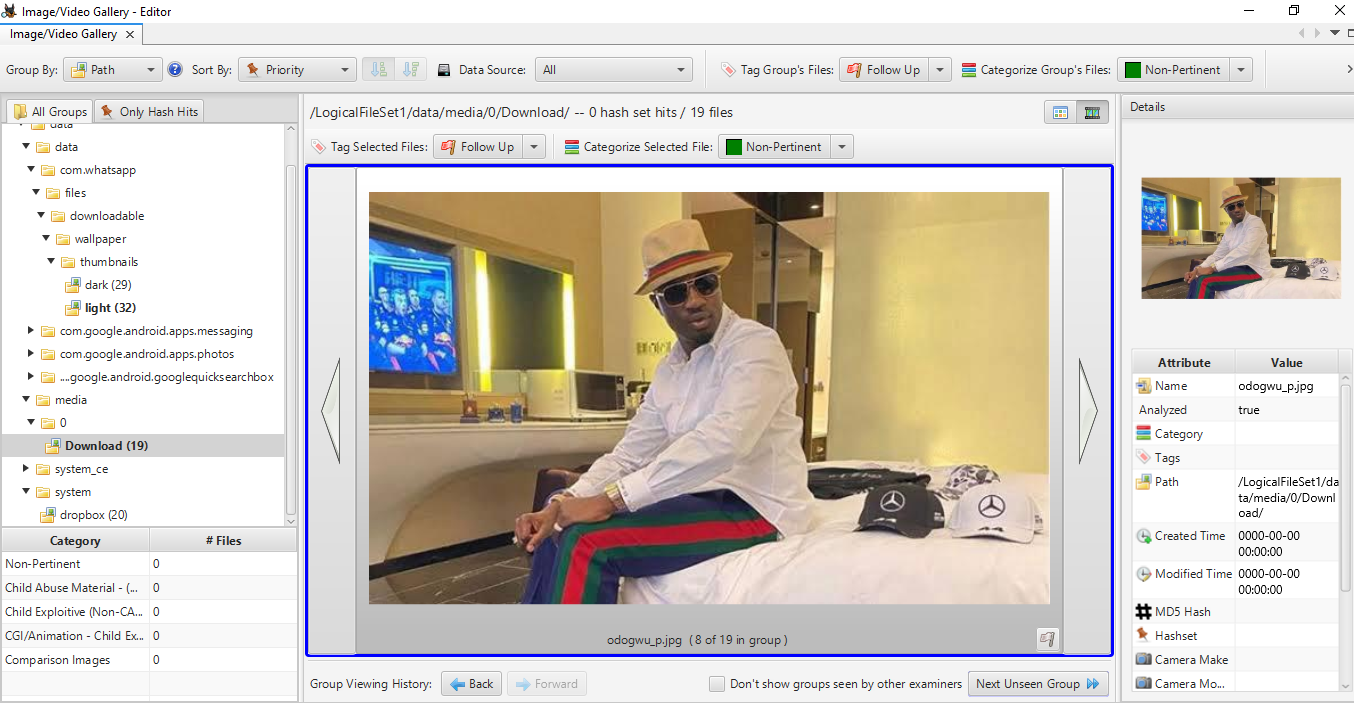 Image/Video Gallery - Editor
Image/Video Gallery
Group By: Path Sort By: Priority Data Source: All Tag Group's Files: Follow Up Categorize Group's Files: Non-Pertinent
All Groups Only Hash Hits
data
data
com.whatsapp
files
downloadable
wallpaper
thumbnails
dark (29)
light (32)
com.google.android.apps.messaging
com.google.android.apps.photos
....google.android.googlequicksearchbox
media
0
Download (19)
system_ce
system
dropbox (20)
Category # Files
Non-Pertinent 0
Child Abuse Material - (... 0
Child Exploitive (Non-CA... 0
CGI/Animation - Child Ex... 0
Comparison Images 0
/LogicalFileSet1/data/media/0/Download/ -- 0 hash set hits / 19 files
Tag Selected Files: Follow Up Categorize Selected File: Non-Pertinent
odogwu_p.jpg ( 8 of 19 in group )
Group Viewing History: Back Forward Don't show groups seen by other examiners Next Unseen Group
Details
Attribute Value
Name odogwu_p.jpg
Analyzed true
Category
Tags
Path /LogicalFileSet1/da
ta/media/0/Downl
oad/
Created Time 0000-00-00
00:00:00
Modified Time 0000-00-00
00:00:00
MD5 Hash
Hashset
Camera Make
Camera Mo...